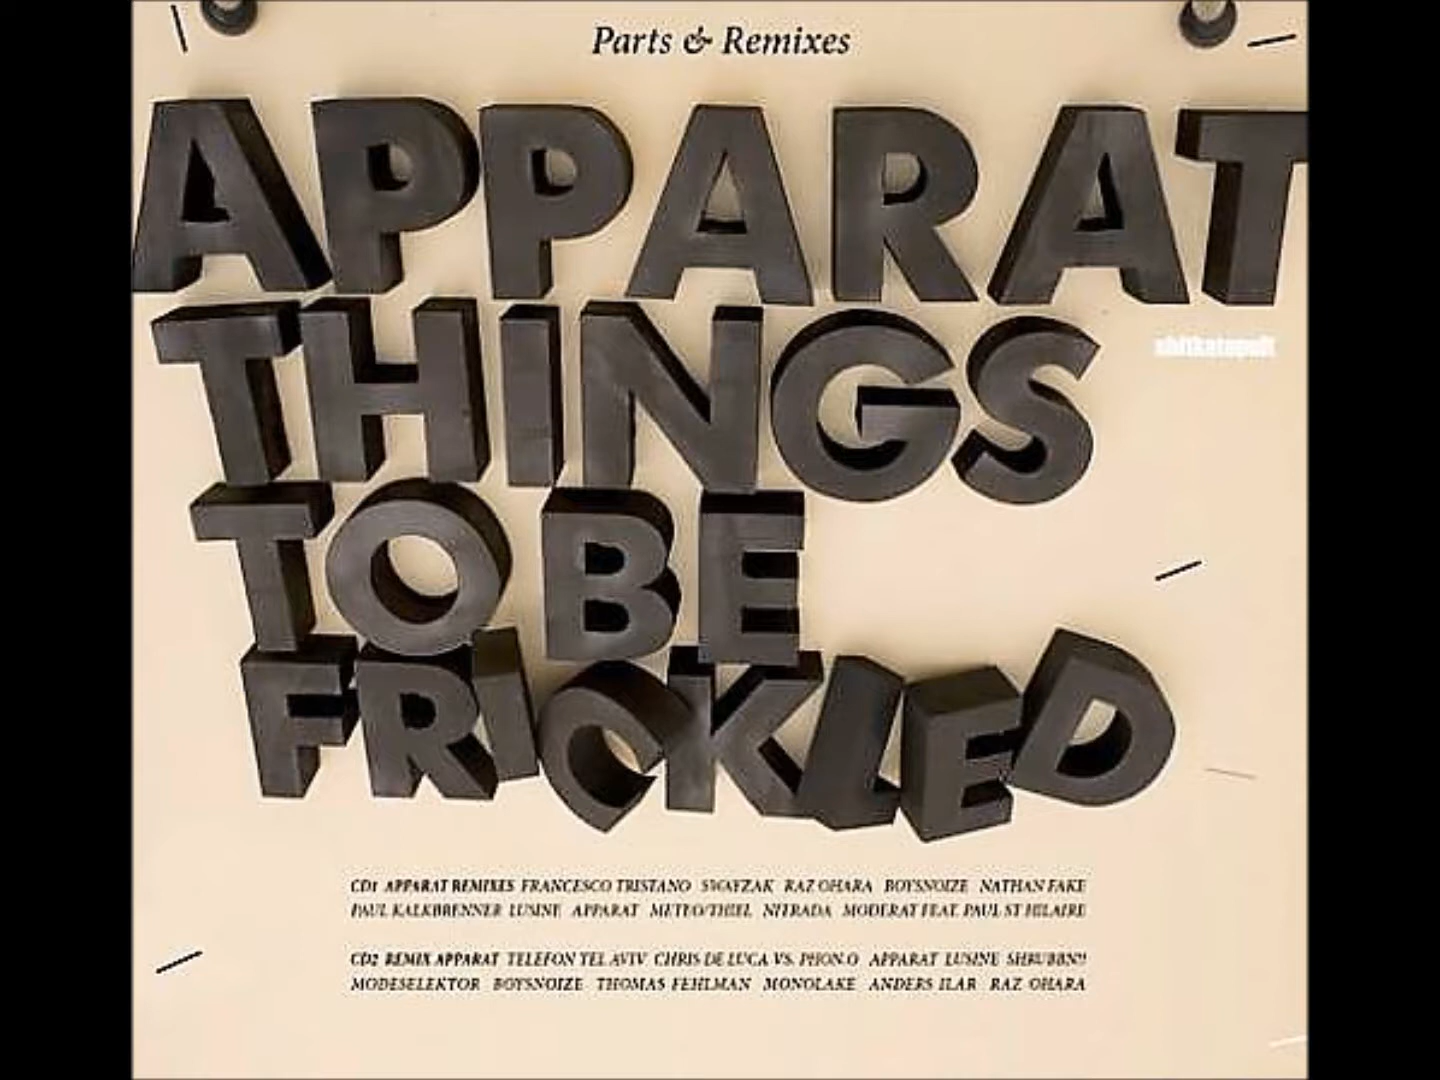 Parts & Remixes
APPARAT
THINGS
shitkatapult
TO BE
FRICKLED
CD1 APPARAT REMIXES FRANCESCO TRISTANO SWAYZAK RAZ OHARA BOYSNOIZE NATHAN FAKE
PAUL KALKBRENNER LUSINE APPARAT METEO/THIEL NITRADA MODERAT FEAT. PAUL ST HILAIRE
CD2 REMIX APPARAT TELEFON TEL AVIV CHRIS DE LUCA VS. PHON.O APPARAT LUSINE SHRUBBN!!
MODESELEKTOR BOYSNOIZE THOMAS FEHLMAN MONOLAKE ANDERS ILAR RAZ OHARA